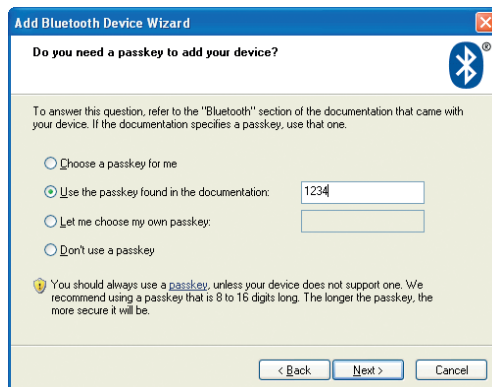 Add Bluetooth Device Wizard
Do you need a passkey to add your device?
®
To answer this question, refer to the "Bluetooth" section of the documentation that came with
your device. If the documentation specifies a passkey, use that one.
Choose a passkey for me
Use the passkey found in the documentation: 1234
Let me choose my own passkey:
Don't use a passkey
You should always use a passkey, unless your device does not support one. We
recommend using a passkey that is 8 to 16 digits long. The longer the passkey, the
more secure it will be.
< Back Next > Cancel